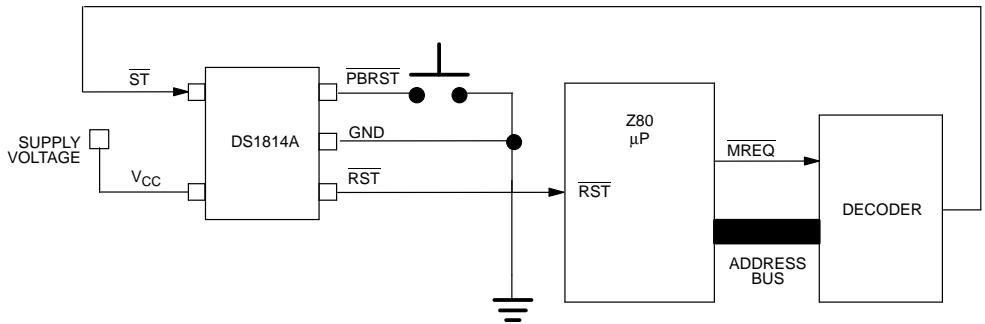 ST
PBRST
SUPPLY
VOLTAGE
DS1814A
GND
VCC
RST
Z80
µP
RST
MREQ
ADDRESS
BUS
DECODER